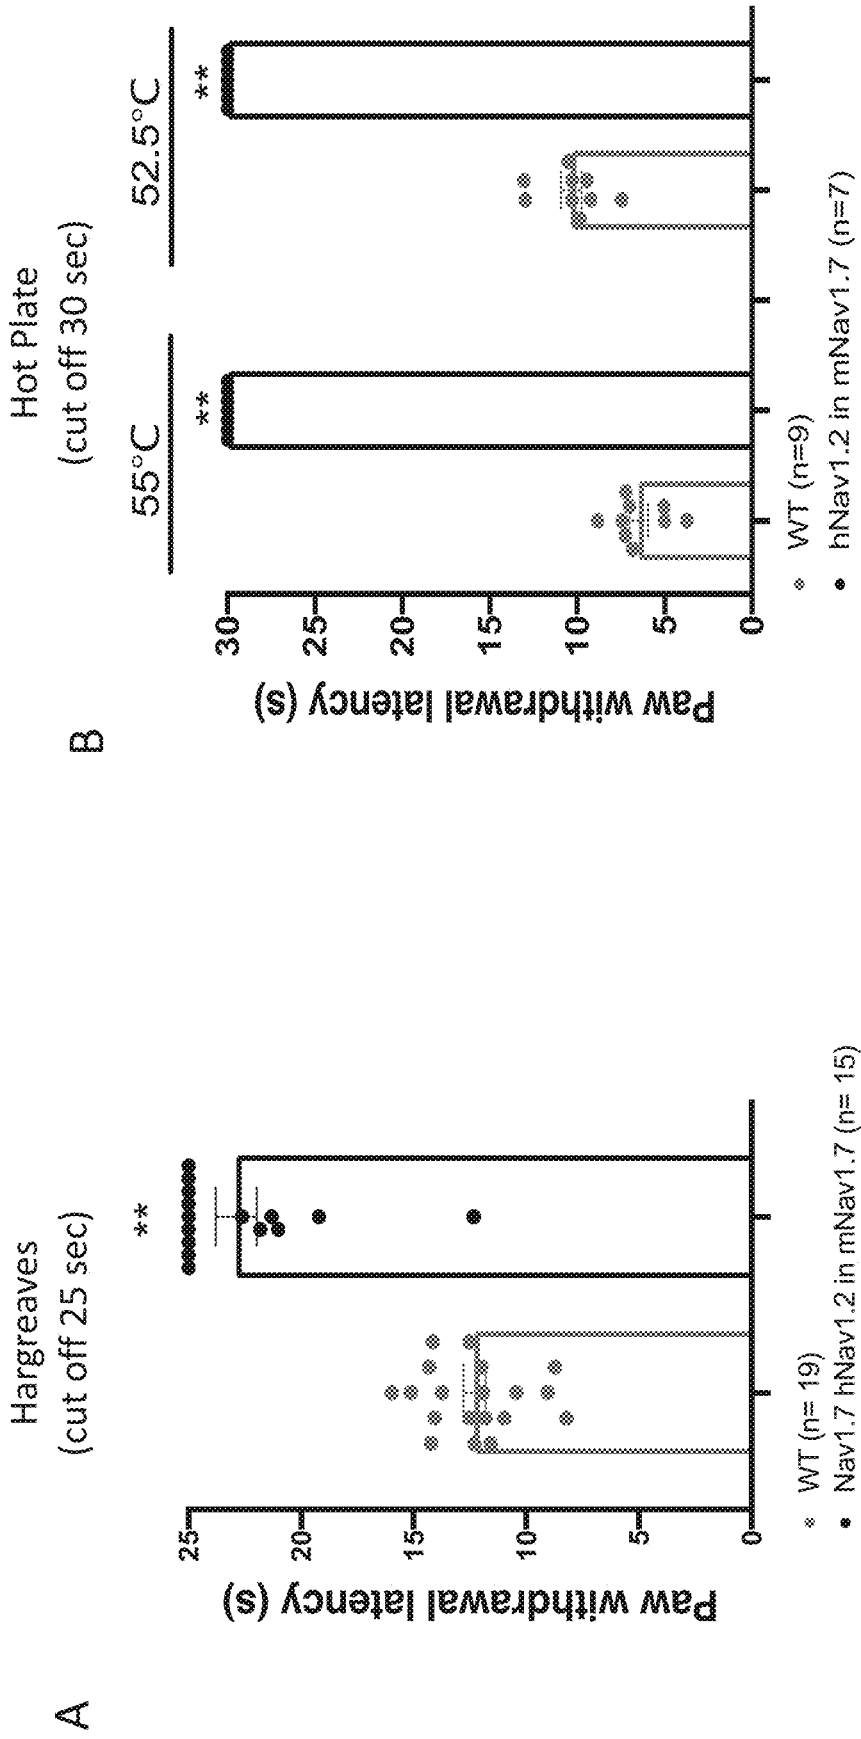 A
Hargreaves
(cut off 25 sec)
**
Paw withdrawal latency (s)
25
20
15
10
5
0
WT (n= 19)
Nav1.7 hNav1.2 in mNav1.7 (n= 15)
B
Hot Plate
(cut off 30 sec)
55°C
52.5°C
**
**
Paw withdrawal latency (s)
30
25
20
15
10
5
0
WT (n=9)
hNav1.2 in mNav1.7 (n=7)